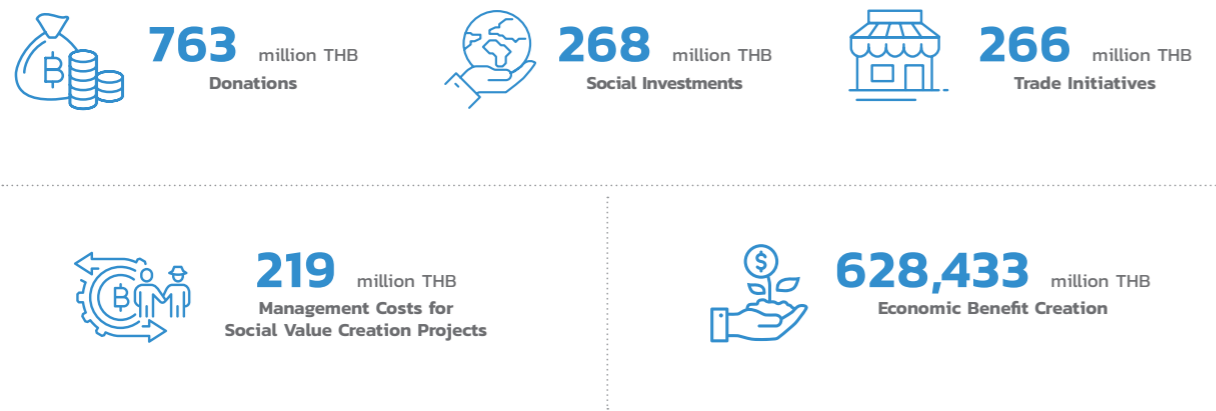 763 million THB
Donations
268 million THB
Social Investments
266 million THB
Trade Initiatives
219 million THB
Management Costs for
Social Value Creation Projects
628,433 million THB
Economic Benefit Creation